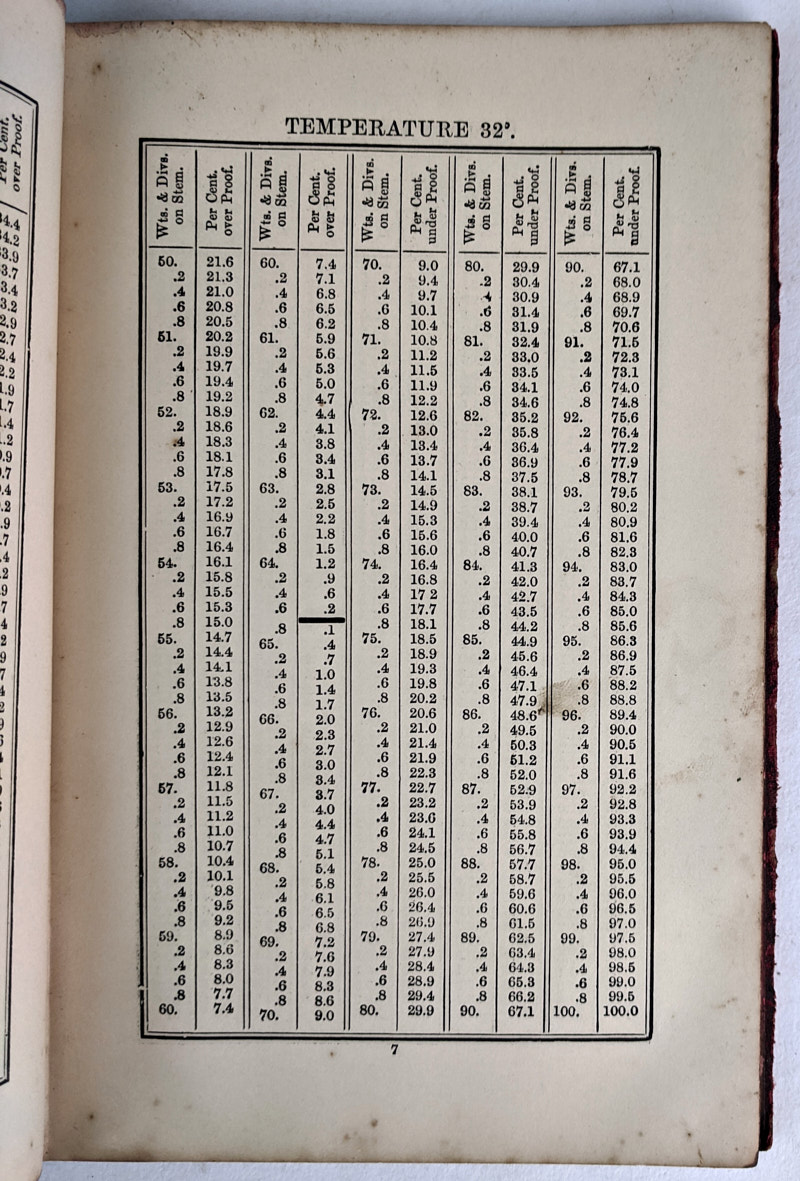 TEMPERATURE 32°.
Wts. & Divs. on Stem. Per Cent. over Proof. Wts. & Divs. on Stem. Per Cent. over Proof. Wts. & Divs. on Stem. Per Cent. under Proof. Wts. & Divs. on Stem. Per Cent. under Proof. Wts. & Divs. on Stem. Per Cent. under Proof.
50. 21.6 60. 7.4 70. 9.0 80. 29.9 90. 67.1
.2 21.3 .2 7.1 .2 9.4 .2 30.4 .2 68.0
.4 21.0 .4 6.8 .4 9.7 .4 30.9 .4 68.9
.6 20.8 .6 6.5 .6 10.1 .6 31.4 .6 69.7
.8 20.5 .8 6.2 .8 10.4 .8 31.9 .8 70.6
51. 20.2 61. 5.9 71. 10.8 81. 32.4 91. 71.5
.2 19.9 .2 5.6 .2 11.2 .2 33.0 .2 72.3
.4 19.7 .4 5.3 .4 11.5 .4 33.5 .4 73.1
.6 19.4 .6 5.0 .6 11.9 .6 34.1 .6 74.0
.8 19.2 .8 4.7 .8 12.2 .8 34.6 .8 74.8
52. 18.9 62. 4.4 72. 12.6 82. 35.2 92. 75.6
.2 18.6 .2 4.1 .2 13.0 .2 35.8 .2 76.4
.4 18.3 .4 3.8 .4 13.4 .4 36.4 .4 77.2
.6 18.1 .6 3.4 .6 13.7 .6 36.9 .6 77.9
.8 17.8 .8 3.1 .8 14.1 .8 37.5 .8 78.7
53. 17.5 63. 2.8 73. 14.5 83. 38.1 93. 79.5
.2 17.2 .2 2.5 .2 14.9 .2 38.7 .2 80.2
.4 16.9 .4 2.2 .4 15.3 .4 39.4 .4 80.9
.6 16.7 .6 1.8 .6 15.6 .6 40.0 .6 81.6
.8 16.4 .8 1.5 .8 16.0 .8 40.7 .8 82.3
54. 16.1 64. 1.2 74. 16.4 84. 41.3 94. 83.0
.2 15.8 .2 .9 .2 16.8 .2 42.0 .2 83.7
.4 15.5 .4 .6 .4 17 2 .4 42.7 .4 84.3
.6 15.3 .6 .2 .6 17.7 .6 43.5 .6 85.0
.8 15.0 .8 .1 .8 18.1 .8 44.2 .8 85.6
55. 14.7 65. .4 75. 18.5 85. 44.9 95. 86.3
.2 14.4 .2 .7 .2 18.9 .2 45.6 .2 86.9
.4 14.1 .4 1.0 .4 19.3 .4 46.4 .4 87.5
.6 13.8 .6 1.4 .6 19.8 .6 47.1 .6 88.2
.8 13.5 .8 1.7 .8 20.2 .8 47.9 .8 88.8
56. 13.2 66. 2.0 76. 20.6 86. 48.6 96. 89.4
.2 12.9 .2 2.3 .2 21.0 .2 49.5 .2 90.0
.4 12.6 .4 2.7 .4 21.4 .4 50.3 .4 90.5
.6 12.4 .6 3.0 .6 21.9 .6 51.2 .6 91.1
.8 12.1 .8 3.4 .8 22.3 .8 52.0 .8 91.6
57. 11.8 67. 3.7 77. 22.7 87. 52.9 97. 92.2
.2 11.5 .2 4.0 .2 23.2 .2 53.9 .2 92.8
.4 11.2 .4 4.4 .4 23.6 .4 54.8 .4 93.3
.6 11.0 .6 4.7 .6 24.1 .6 55.8 .6 93.9
.8 10.7 .8 5.1 .8 24.5 .8 56.7 .8 94.4
58. 10.4 68. 5.4 78. 25.0 88. 57.7 98. 95.0
.2 10.1 .2 5.8 .2 25.5 .2 58.7 .2 95.5
.4 9.8 .4 6.1 .4 26.0 .4 59.6 .4 96.0
.6 9.5 .6 6.5 .6 26.4 .6 60.6 .6 96.5
.8 9.2 .8 6.8 .8 26.9 .8 61.5 .8 97.0
59. 8.9 69. 7.2 79. 27.4 89. 62.5 99. 97.5
.2 8.6 .2 7.6 .2 27.9 .2 63.4 .2 98.0
.4 8.3 .4 7.9 .4 28.4 .4 64.3 .4 98.5
.6 8.0 .6 8.3 .6 28.9 .6 65.3 .6 99.0
.8 7.7 .8 8.6 .8 29.4 .8 66.2 .8 99.5
60. 7.4 70. 9.0 80. 29.9 90. 67.1 100. 100.0
7